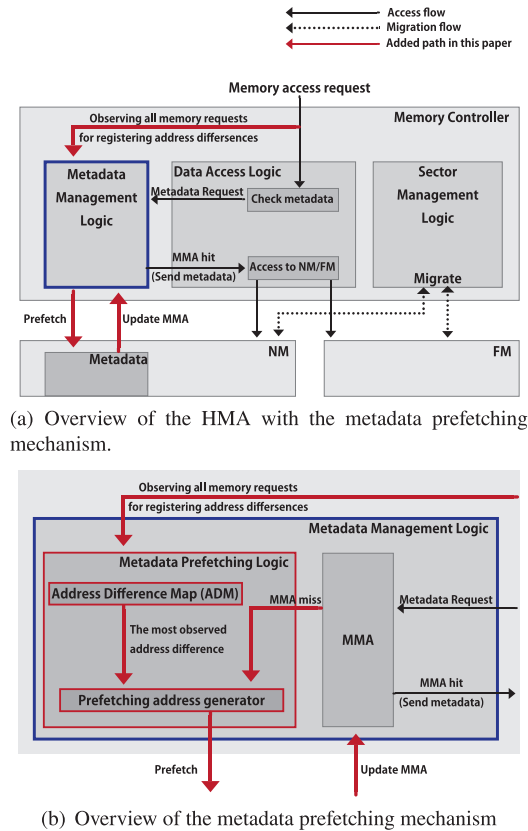 Access flow
Migration flow
Added path in this paper
Memory access request
Observing all memory requests
for registering address differsences
Memory Controller
Metadata
Management
Logic
Data Access Logic
Metadata Request
Check metadata
Sector
Management
Logic
MMA hit
(Send metadata)
Access to NM/FM
Migrate
Prefetch
Update MMA
Metadata
NM
FM
(a) Overview of the HMA with the metadata prefetching
mechanism.
Observing all memory requests
for registering address differsences
Metadata Management Logic
Metadata Prefetching Logic
Address Difference Map (ADM)
MMA miss
Metadata Request
The most observed
address difference
MMA
MMA hit
(Send metadata)
Prefetching address generator
Prefetch
Update MMA
(b) Overview of the metadata prefetching mechanism